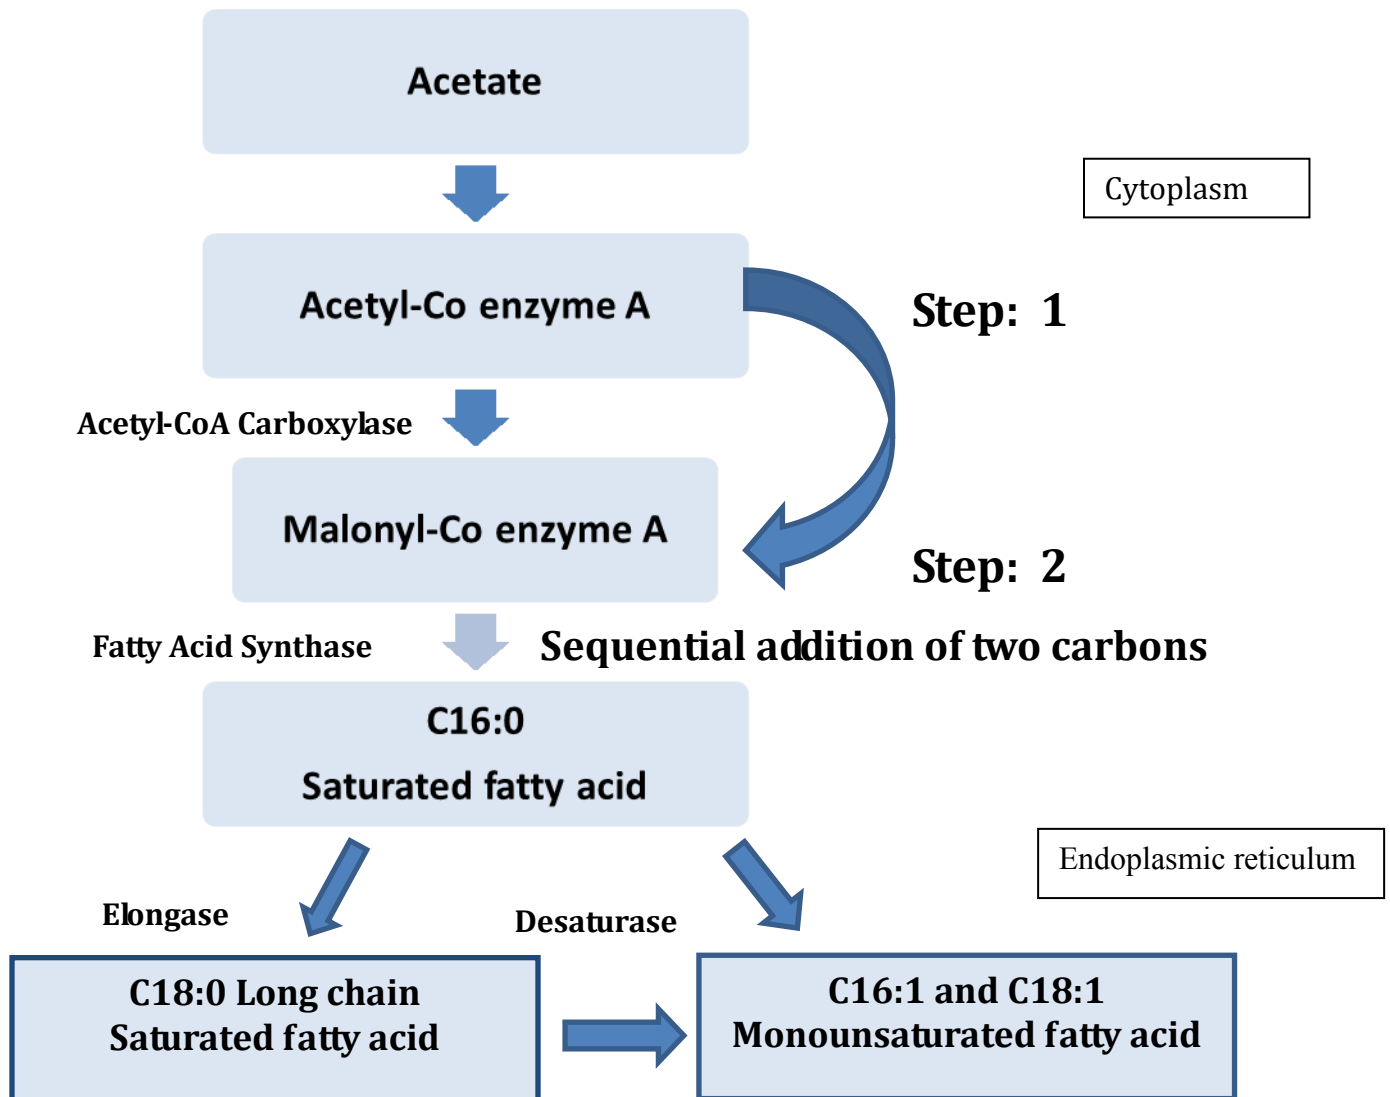 Acetate
Cytoplasm
Acetyl-Co enzyme A
Step: 1
Acetyl-CoA Carboxylase
Malonyl-Co enzyme A
Step: 2
Fatty Acid Synthase
Sequential addition of two carbons
C16:0
Saturated fatty acid
Endoplasmic reticulum
Elongase
Desaturase
C18:0 Long chain
Saturated fatty acid
C16:1 and C18:1
Monounsaturated fatty acid